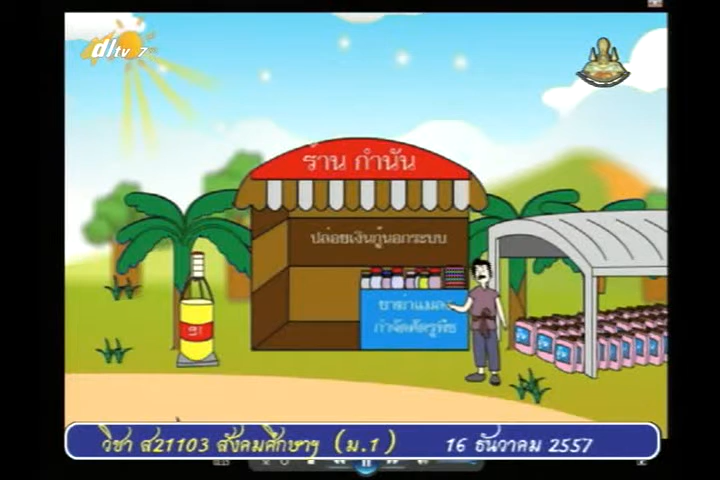 dltv 7
ร้าน กำนัน
ปล่อยเงินกู้นอกระบบ
ยาฆ่าแมลง
กำจัดศัตรูพืช
วิชา ส21103 สังคมศึกษาฯ (ม.1) 16 ธันวาคม 2557